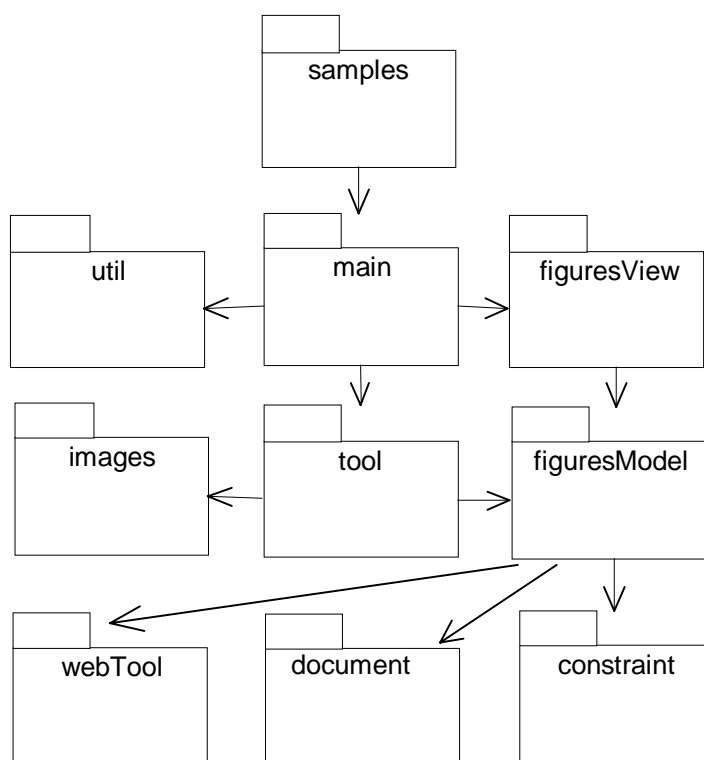 samples
util
main
figuresView
images
tool
figuresModel
webTool
document
constraint